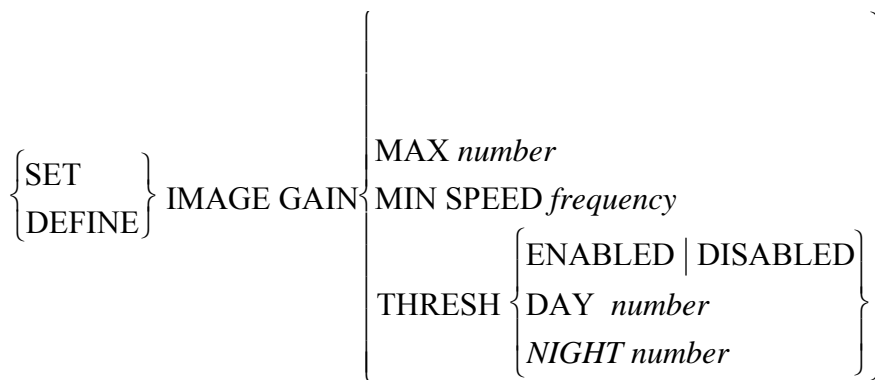 SET
DEFINE
IMAGE GAIN
MAX number
MIN SPEED frequency
THRESH
ENABLED | DISABLED
DAY number
NIGHT number